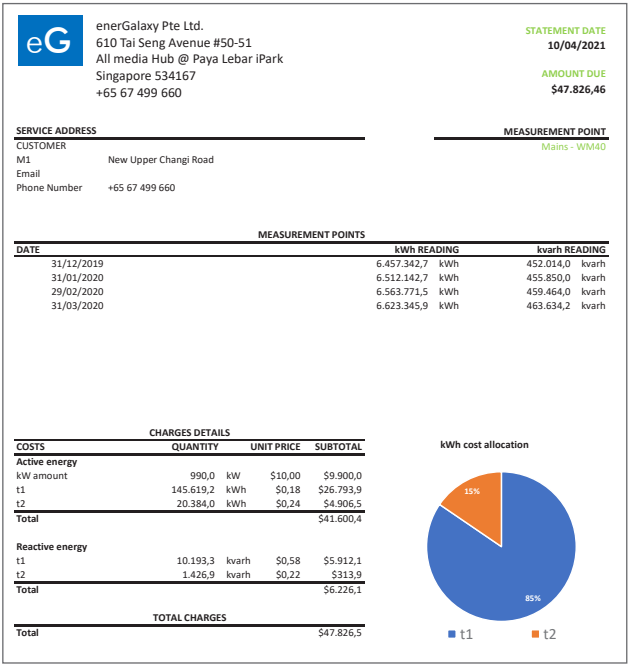 eG
enerGalaxy Pte Ltd.
610 Tai Seng Avenue #50-51
All media Hub @ Paya Lebar iPark
Singapore 534167
+65 67 499 660
STATEMENT DATE
10/04/2021
AMOUNT DUE
$47.826,46
SERVICE ADDRESS
CUSTOMER
M1 New Upper Changi Road
Email
Phone Number +65 67 499 660
MEASUREMENT POINT
Mains - WM40
MEASUREMENT POINTS
DATE kWh READING kvarh READING
31/12/2019 6.457.342,7 kWh 452.014,0 kvarh
31/01/2020 6.512.142,7 kWh 455.850,0 kvarh
29/02/2020 6.563.771,5 kWh 459.464,0 kvarh
31/03/2020 6.623.345,9 kWh 463.634,2 kvarh
CHARGES DETAILS
COSTS QUANTITY UNIT PRICE SUBTOTAL
Active energy
kW amount 990,0 kW $10,00 $9.900,0
t1 145.619,2 kWh $0,18 $26.793,9
t2 20.384,0 kWh $0,24 $4.906,5
Total $41.600,4
Reactive energy
t1 10.193,3 kvarh $0,58 $5.912,1
t2 1.426,9 kvarh $0,22 $313,9
Total $6.226,1
TOTAL CHARGES
Total $47.826,5
kWh cost allocation
15%
85%
t1 t2